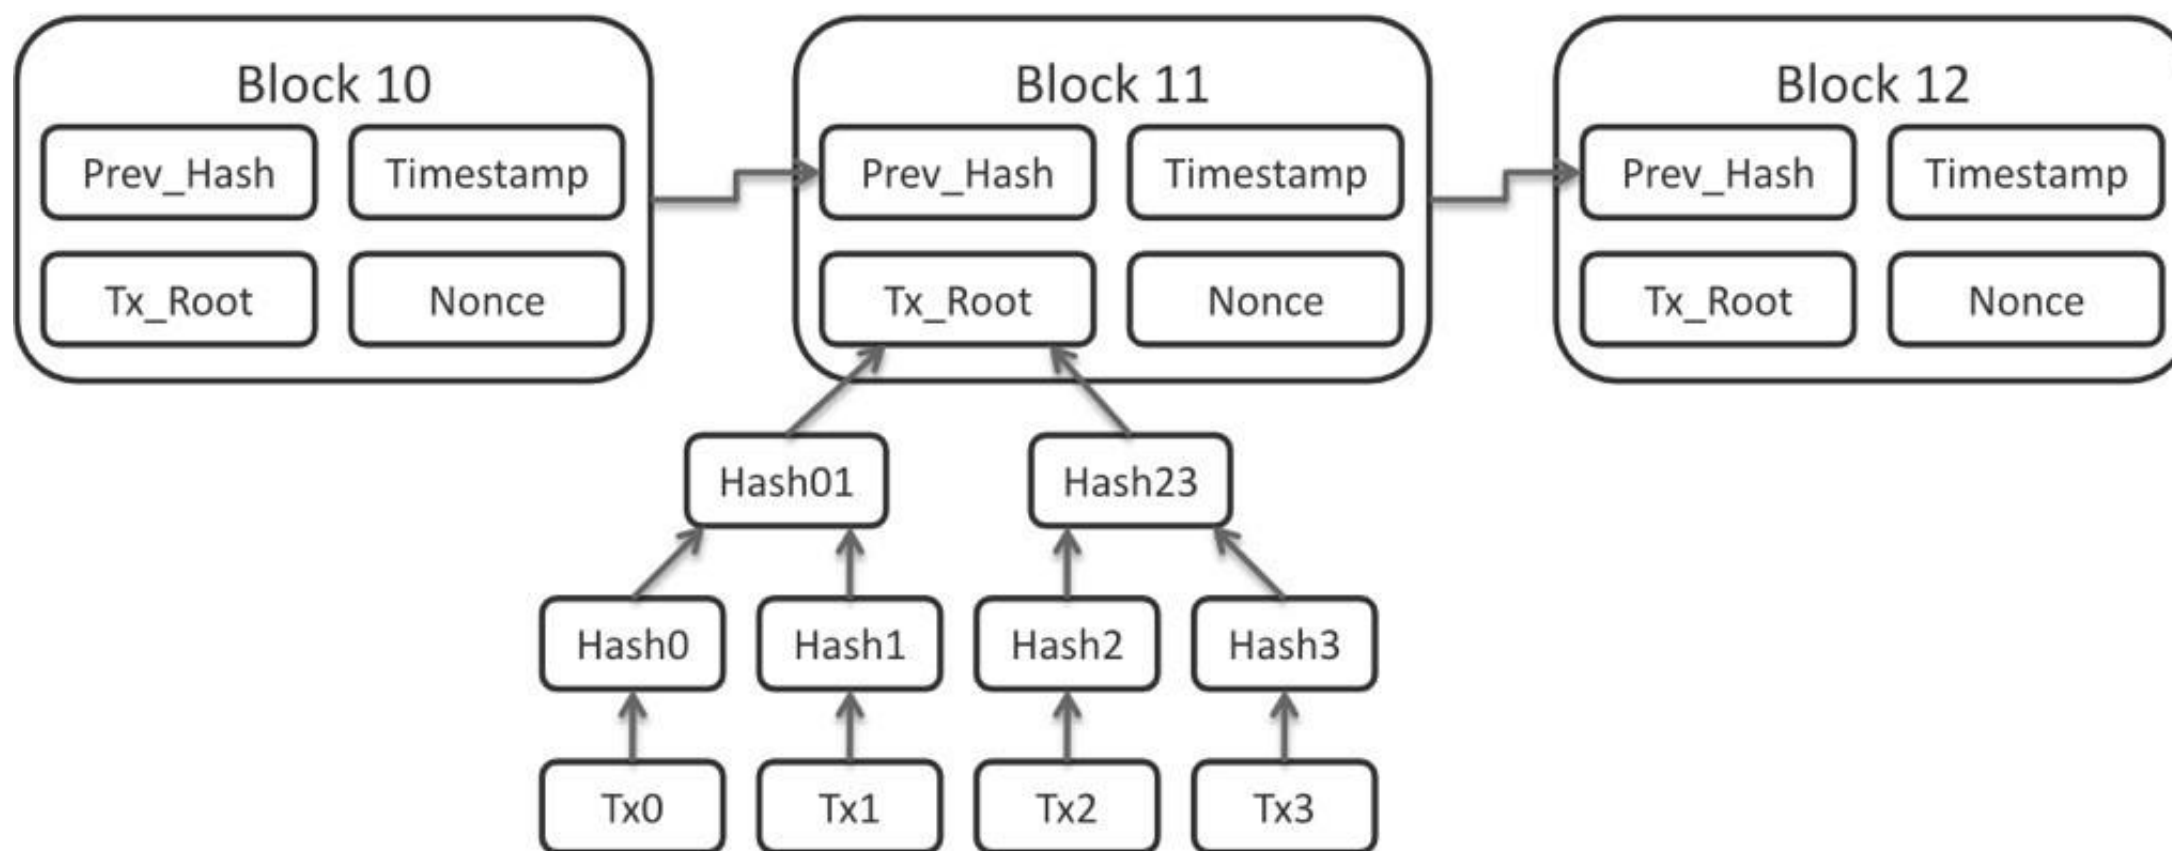 Block 10
Prev_Hash Timestamp
Tx_Root Nonce
Block 11
Prev_Hash Timestamp
Tx_Root Nonce
Block 12
Prev_Hash Timestamp
Tx_Root Nonce
Hash01 Hash23
Hash0 Hash1 Hash2 Hash3
Tx0 Tx1 Tx2 Tx3